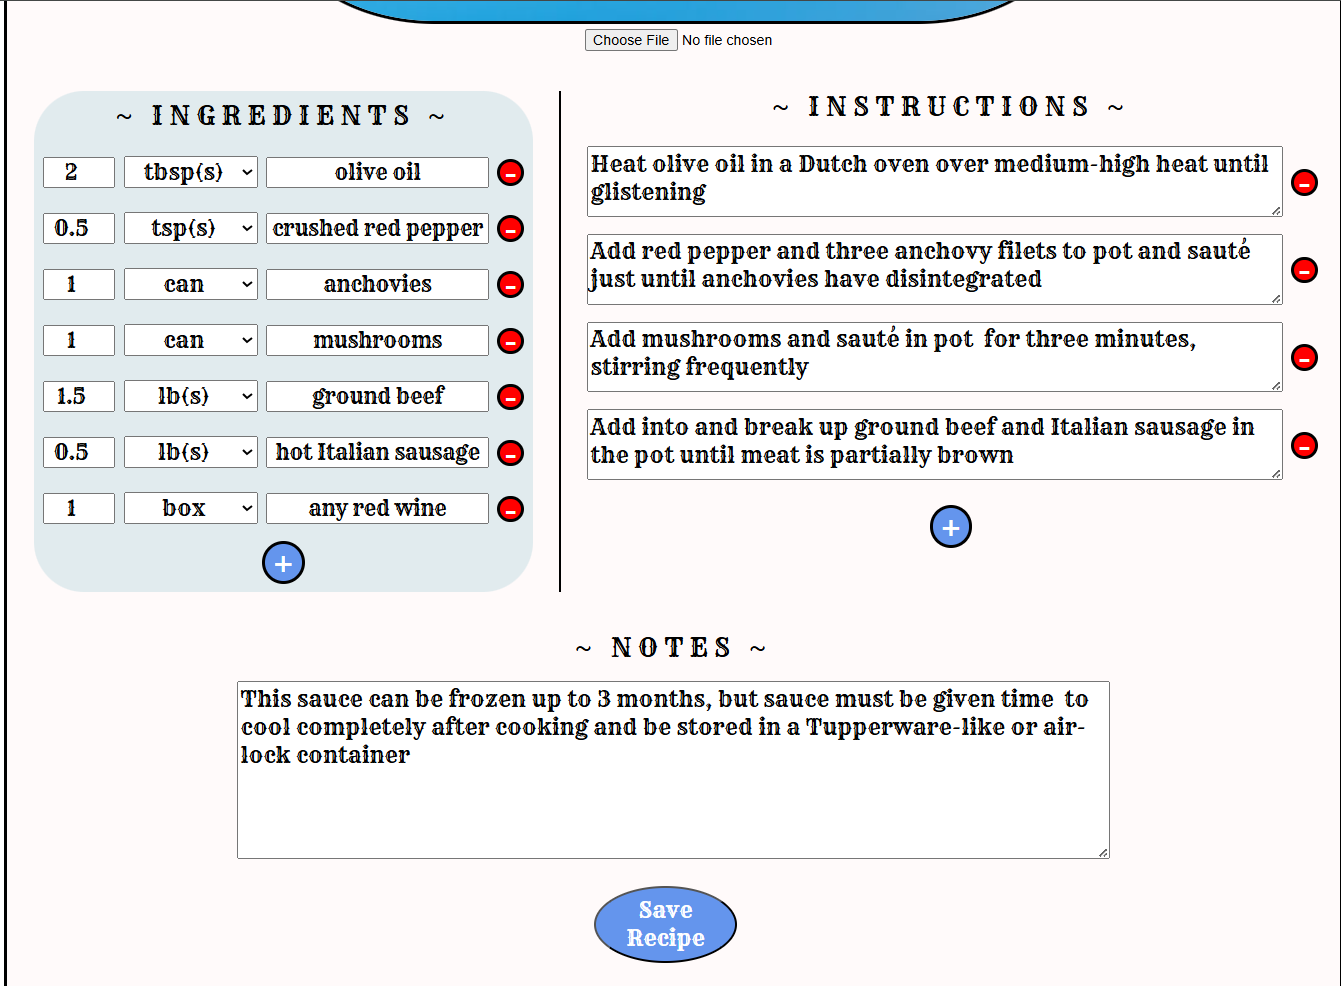 Choose File No file chosen
~ INGREDIENTS ~
2 tbsp(s) olive oil -
0.5 tsp(s) crushed red pepper -
1 can anchovies -
1 can mushrooms -
1.5 lb(s) ground beef -
0.5 lb(s) hot Italian sausage -
1 box any red wine -
+
~ INSTRUCTIONS ~
Heat olive oil in a Dutch oven over medium-high heat until
glistening
-
Add red pepper and three anchovy filets to pot and sauté
just until anchovies have disintegrated
-
Add mushrooms and sauté in pot  for three minutes,
stirring frequently
-
Add into and break up ground beef and Italian sausage in
the pot until meat is partially brown
-
+
~ NOTES ~
This sauce can be frozen up to 3 months, but sauce must be given time  to
cool completely after cooking and be stored in a Tupperware-like or air-
lock container
Save
Recipe